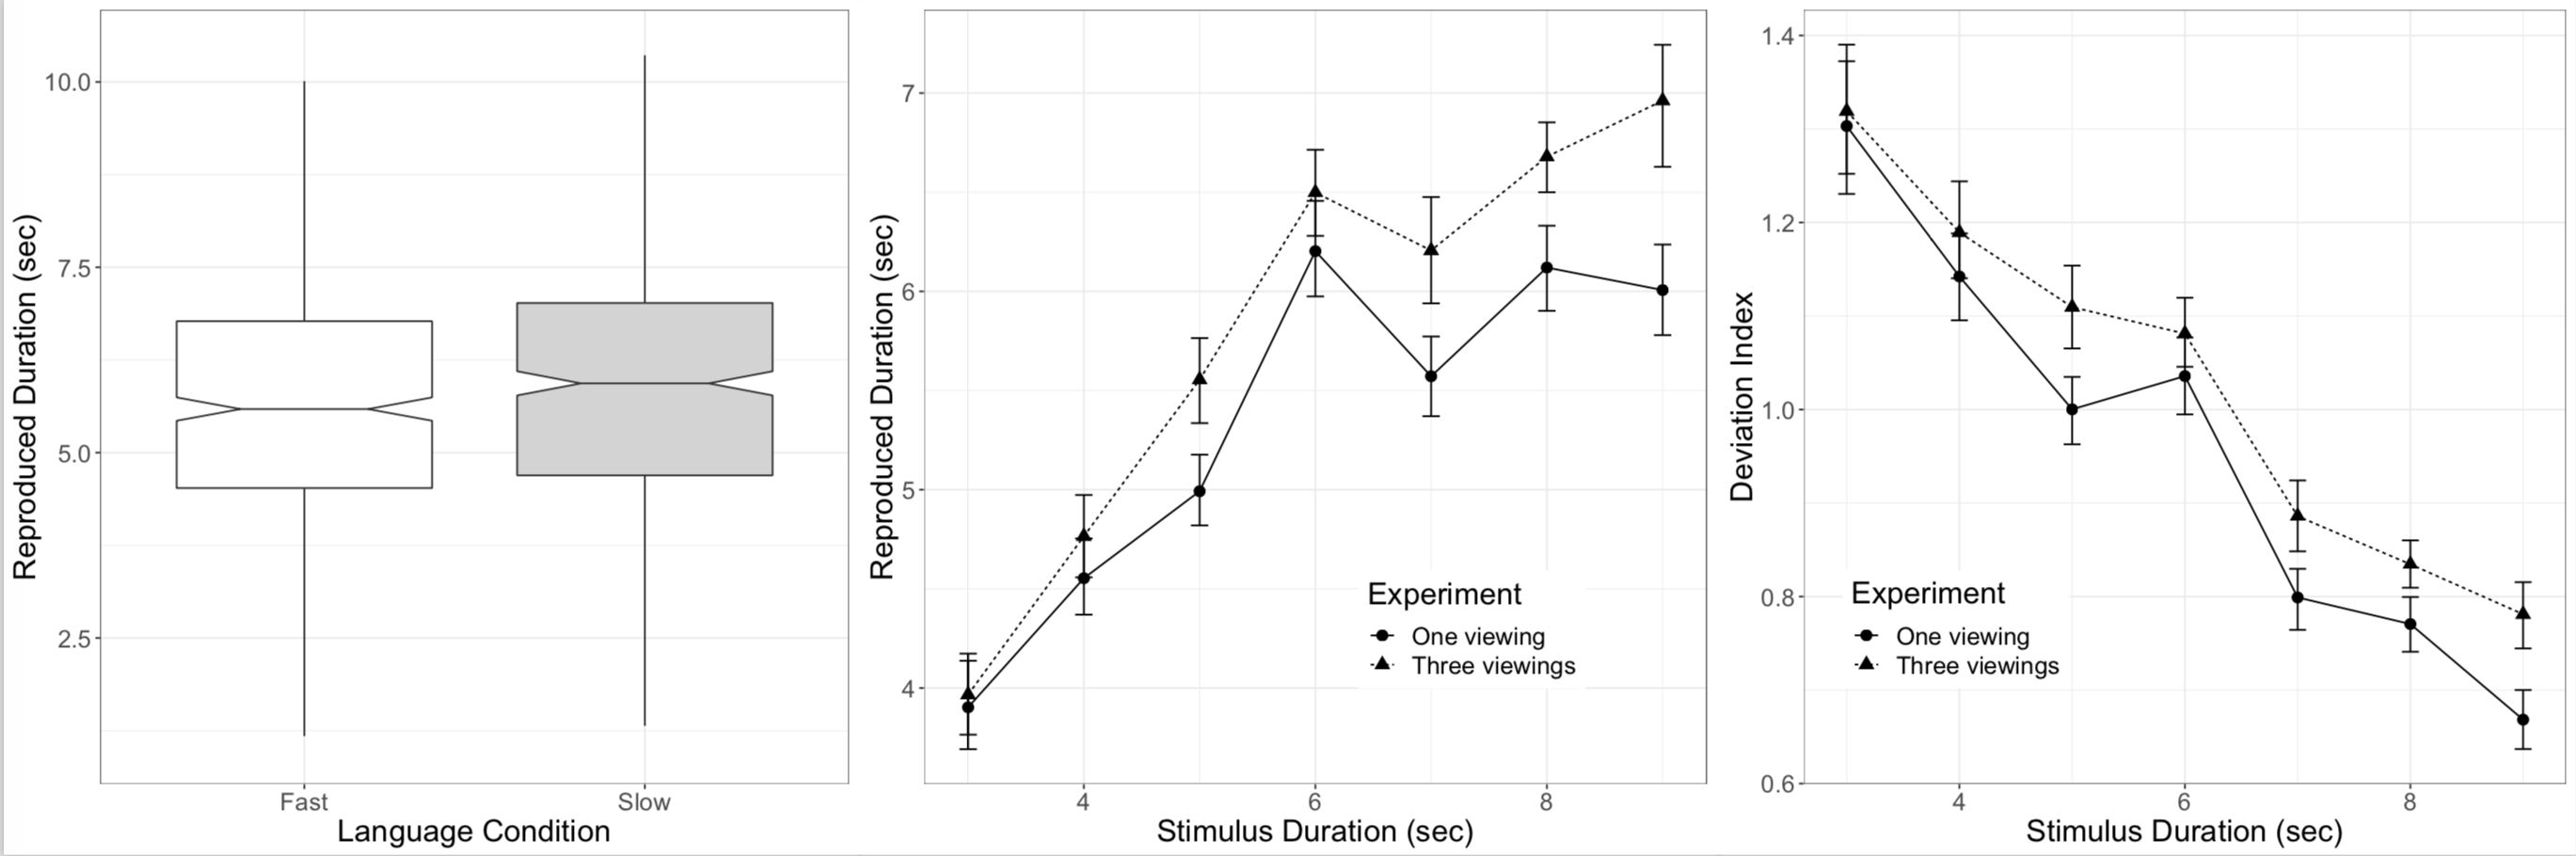 Reproduced Duration (sec)
10.0
7.5
5.0
2.5
Fast
Slow
Language Condition
Reproduced Duration (sec)
7
6
5
4
Experiment
One viewing
Three viewings
4
6
8
Stimulus Duration (sec)
Deviation Index
1.4
1.2
1.0
0.8
0.6
Experiment
One viewing
Three viewings
4
6
8
Stimulus Duration (sec)